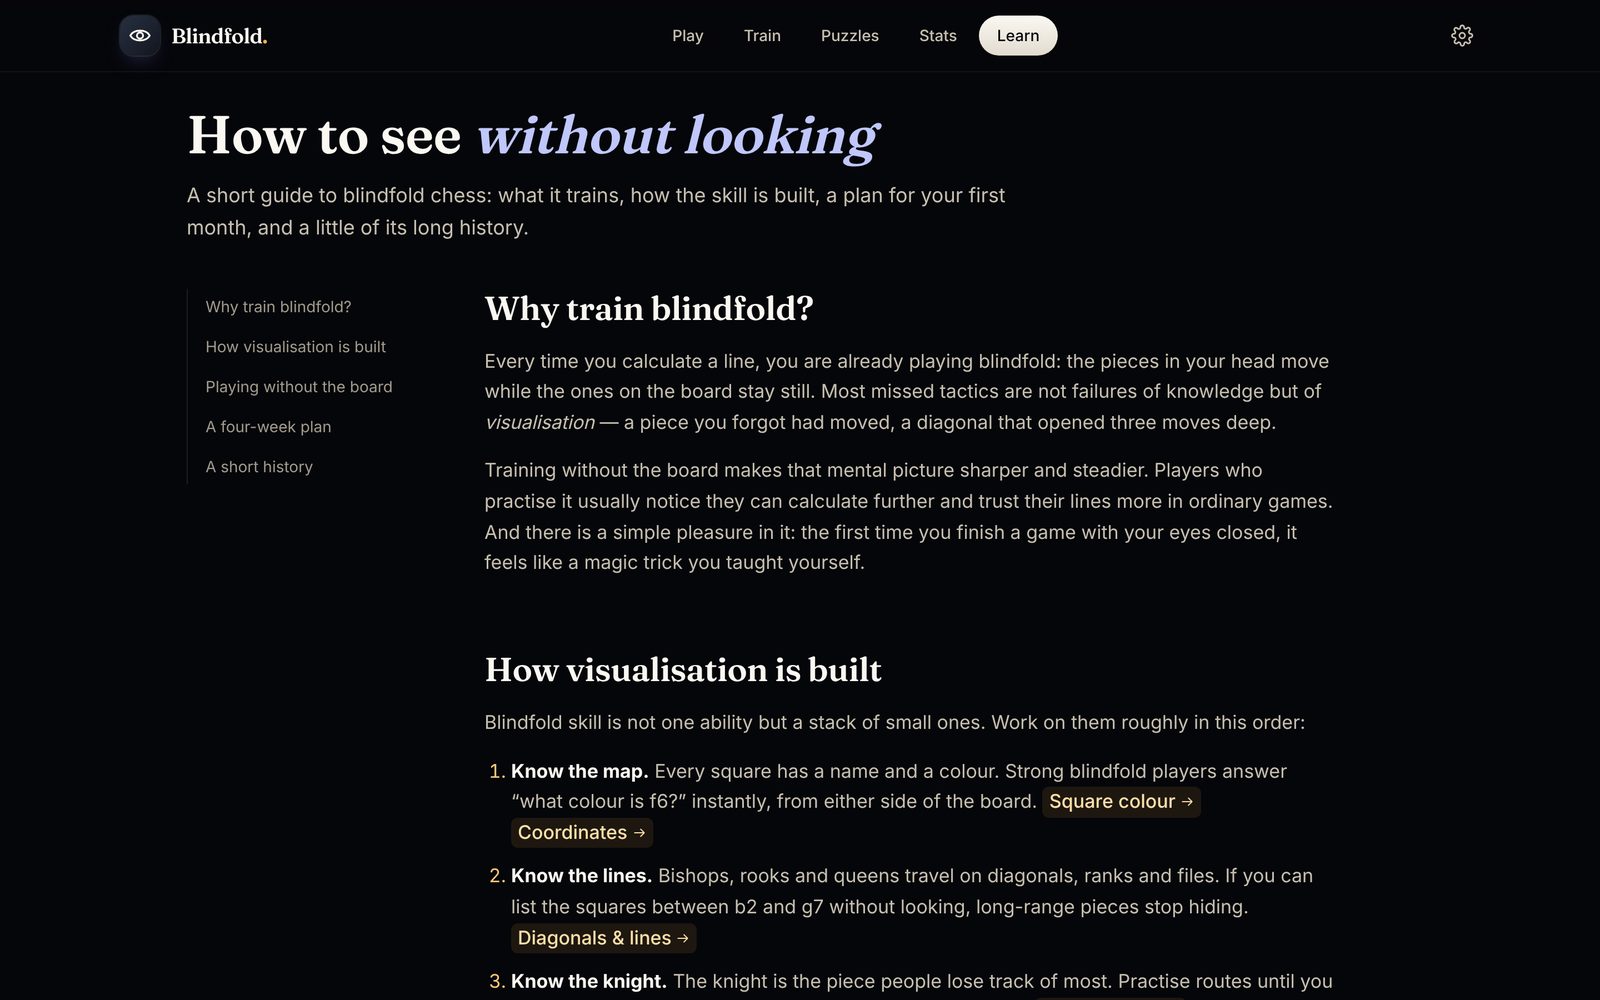 Blindfold.
Play
Train
Puzzles
Stats
Learn
How to see without looking
A short guide to blindfold chess: what it trains, how the skill is built, a plan for your first
month, and a little of its long history.
Why train blindfold?
How visualisation is built
Playing without the board
A four-week plan
A short history
Why train blindfold?
Every time you calculate a line, you are already playing blindfold: the pieces in your head move
while the ones on the board stay still. Most missed tactics are not failures of knowledge but of
visualisation — a piece you forgot had moved, a diagonal that opened three moves deep.
Training without the board makes that mental picture sharper and steadier. Players who
practise it usually notice they can calculate further and trust their lines more in ordinary games.
And there is a simple pleasure in it: the first time you finish a game with your eyes closed, it
feels like a magic trick you taught yourself.
How visualisation is built
Blindfold skill is not one ability but a stack of small ones. Work on them roughly in this order:
1. Know the map. Every square has a name and a colour. Strong blindfold players answer
“what colour is f6?” instantly, from either side of the board. Square colour →
Coordinates →
2. Know the lines. Bishops, rooks and queens travel on diagonals, ranks and files. If you can
list the squares between b2 and g7 without looking, long-range pieces stop hiding.
Diagonals & lines →
3. Know the knight. The knight is the piece people lose track of most. Practise routes until you